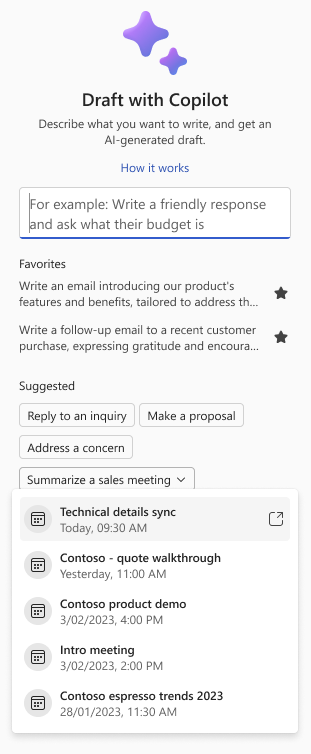 Draft with Copilot
Describe what you want to write, and get an
AI-generated draft.
How it works
For example: Write a friendly response
and ask what their budget is
Favorites
Write an email introducing our product's
features and benefits, tailored to address th...
Write a follow-up email to a recent customer
purchase, expressing gratitude and encoura...
Suggested
Reply to an inquiry
Make a proposal
Address a concern
Summarize a sales meeting
Technical details sync
Today, 09:30 AM
Contoso - quote walkthrough
Yesterday, 11:00 AM
Contoso product demo
3/02/2023, 4:00 PM
Intro meeting
3/02/2023, 2:00 PM
Contoso espresso trends 2023
28/01/2023, 11:30 AM